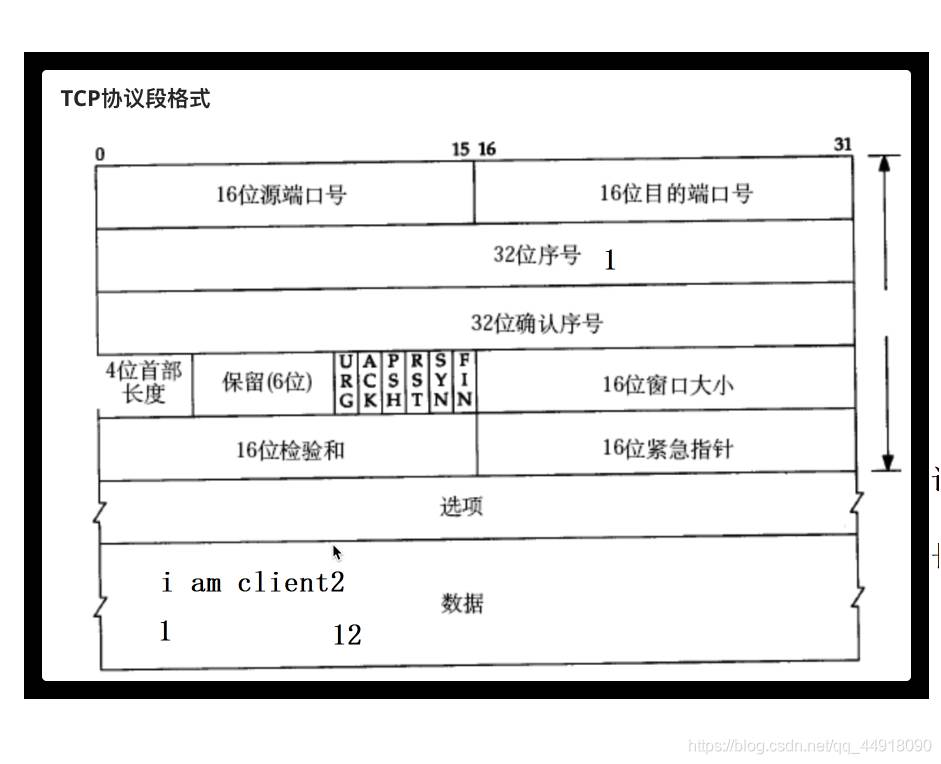 TCP协议段格式
0 15 16 31
16位源端口号 16位目的端口号
32位序号 1
32位确认序号
4位首部长度 保留(6位) URG ACK PSH RST SYN FIN 16位窗口大小
16位检验和 16位紧急指针
选项
i am client2
数据
1 12
https://blog.csdn.net/qq_44918090